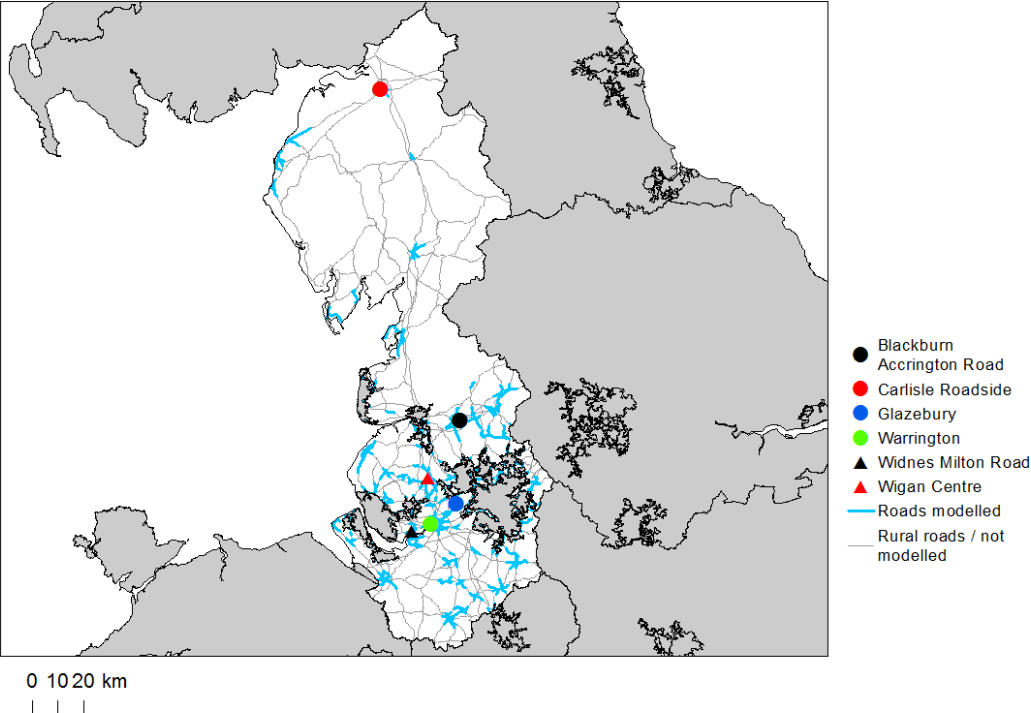 Blackburn
Accrington Road
Carlisle Roadside
Glazebury
Warrington
Widnes Milton Road
Wigan Centre
Roads modelled
Rural roads / not
modelled
0 10 20 km